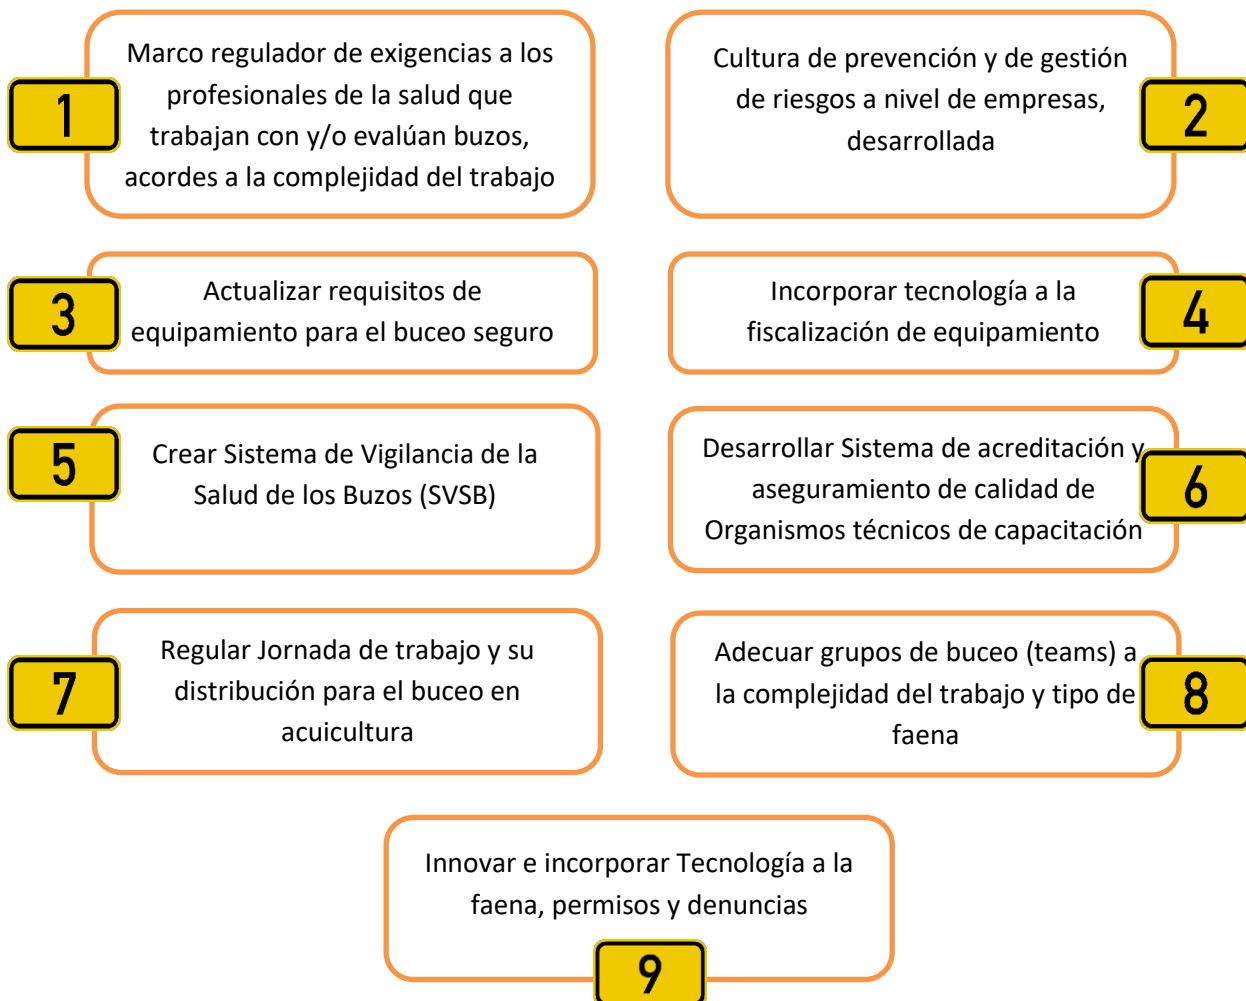 1
Marco regulador de exigencias a los
profesionales de la salud que
trabajan con y/o evalúan buzos,
acordes a la complejidad del trabajo
Cultura de prevención y de gestión
de riesgos a nivel de empresas,
desarrollada
2
3
Actualizar requisitos de
equipamiento para el buceo seguro
Incorporar tecnología a la
fiscalización de equipamiento
4
5
Crear Sistema de Vigilancia de la
Salud de los Buzos (SVSB)
Desarrollar Sistema de acreditación y
aseguramiento de calidad de
Organismos técnicos de capacitación
6
7
Regular Jornada de trabajo y su
distribución para el buceo en
acuicultura
Adecuar grupos de buceo (teams) a
la complejidad del trabajo y tipo de
faena
8
Innovar e incorporar Tecnología a la
faena, permisos y denuncias
9